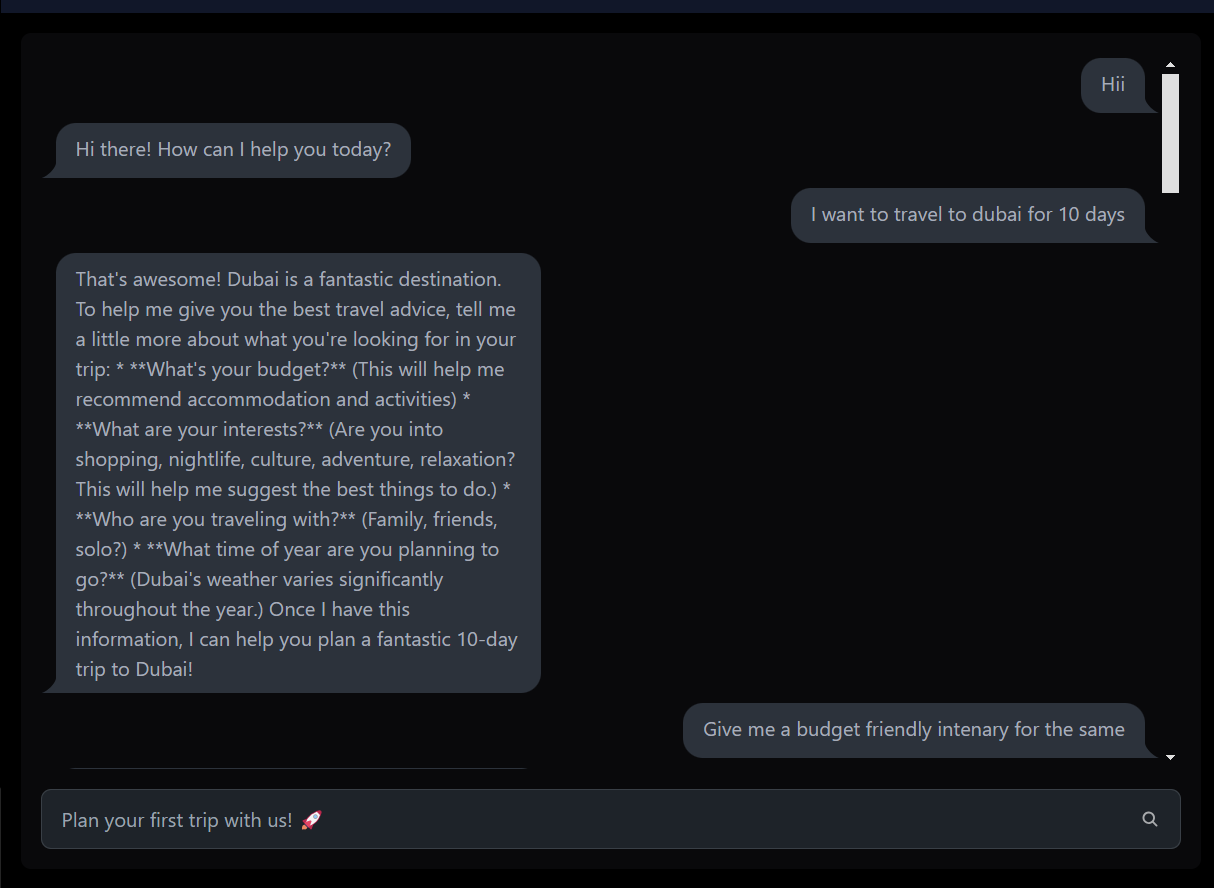 Hii
Hi there! How can I help you today?
I want to travel to dubai for 10 days
That's awesome! Dubai is a fantastic destination.
To help me give you the best travel advice, tell me
a little more about what you're looking for in your
trip: * **What's your budget?** (This will help me
recommend accommodation and activities) *
**What are your interests?** (Are you into
shopping, nightlife, culture, adventure, relaxation?
This will help me suggest the best things to do.) *
**Who are you traveling with?** (Family, friends,
solo?) * **What time of year are you planning to
go?** (Dubai's weather varies significantly
throughout the year.) Once I have this
information, I can help you plan a fantastic 10-day
trip to Dubai!
Give me a budget friendly intenary for the same
Plan your first trip with us! 🚀